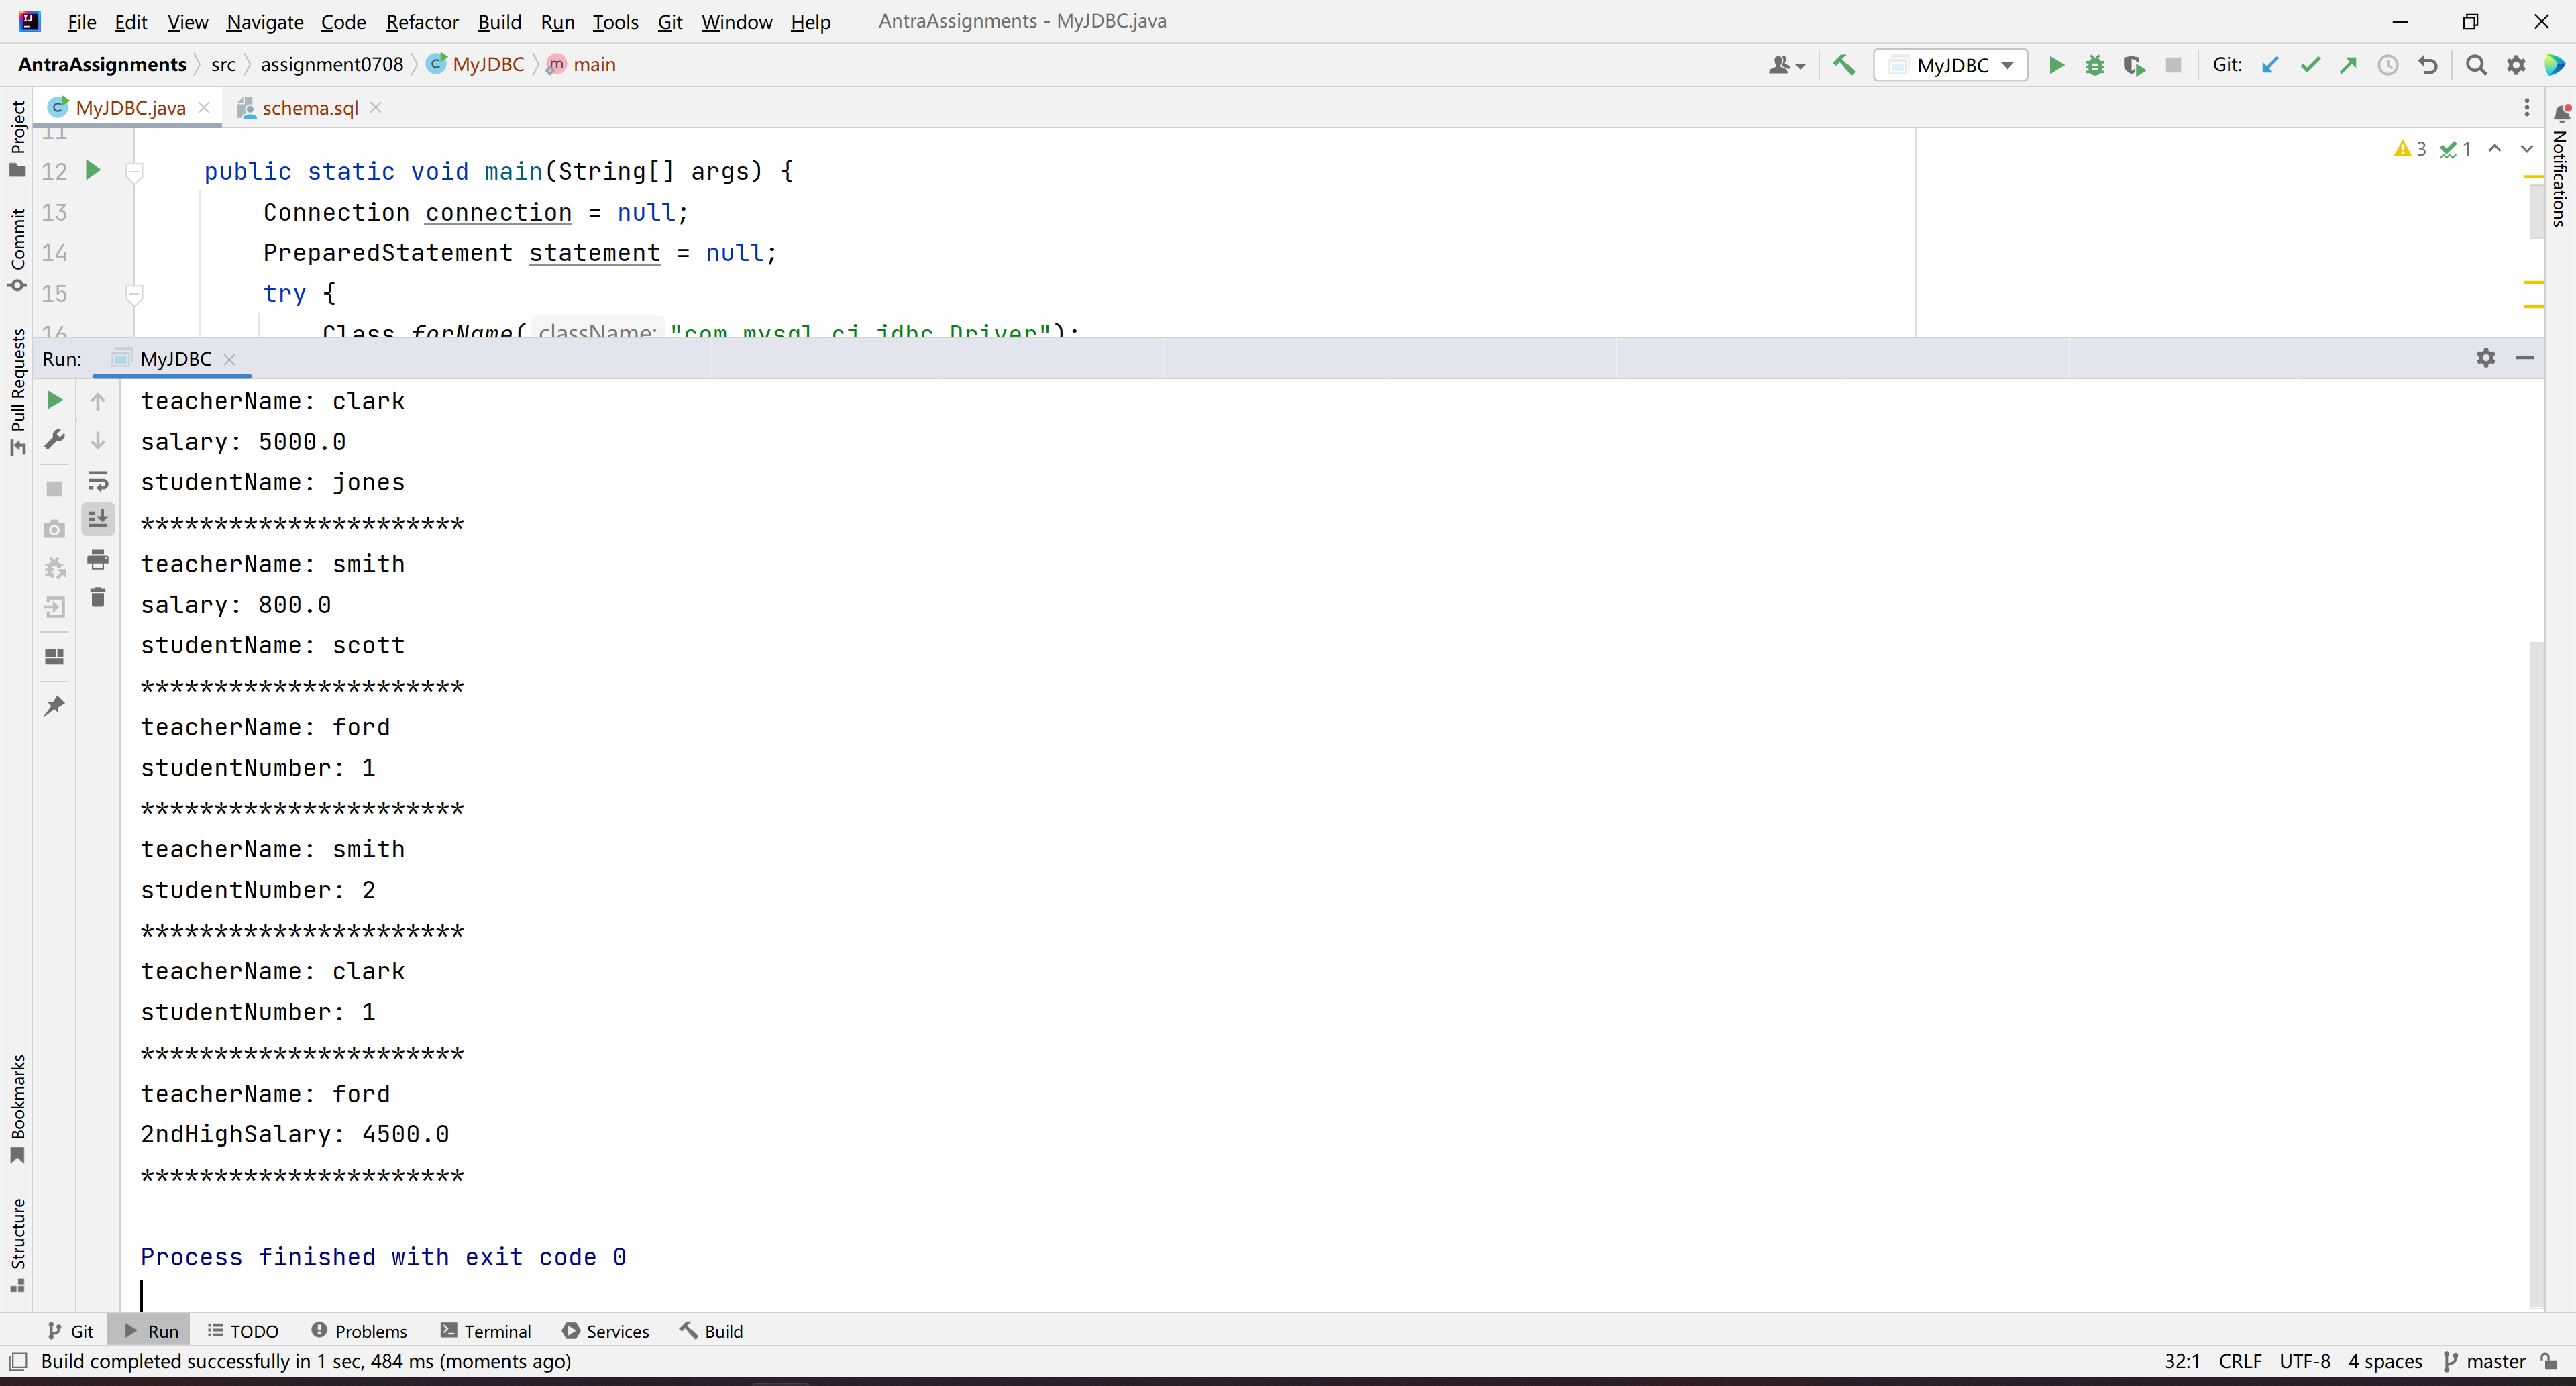 File Edit View Navigate Code Refactor Build Run Tools Git Window Help AntraAssignments - MyJDBC.java
AntraAssignments src assignment0708 MyJDBC main MyJDBC Git:
MyJDBC.java schema.sql
Project
Commit
Pull Requests
Bookmarks
Structure
Notifications
3 1
11
12 public static void main(String[] args) {
13 Connection connection = null;
14 PreparedStatement statement = null;
15 try {
16 Class.forName( className: "com.mysql.cj.jdbc.Driver");
Run: MyJDBC
teacherName: clark
salary: 5000.0
studentName: jones
**********************
teacherName: smith
salary: 800.0
studentName: scott
**********************
teacherName: ford
studentNumber: 1
**********************
teacherName: smith
studentNumber: 2
**********************
teacherName: clark
studentNumber: 1
**********************
teacherName: ford
2ndHighSalary: 4500.0
**********************
Process finished with exit code 0
Git Run TODO Problems Terminal Services Build
Build completed successfully in 1 sec, 484 ms (moments ago) 32:1 CRLF UTF-8 4 spaces master